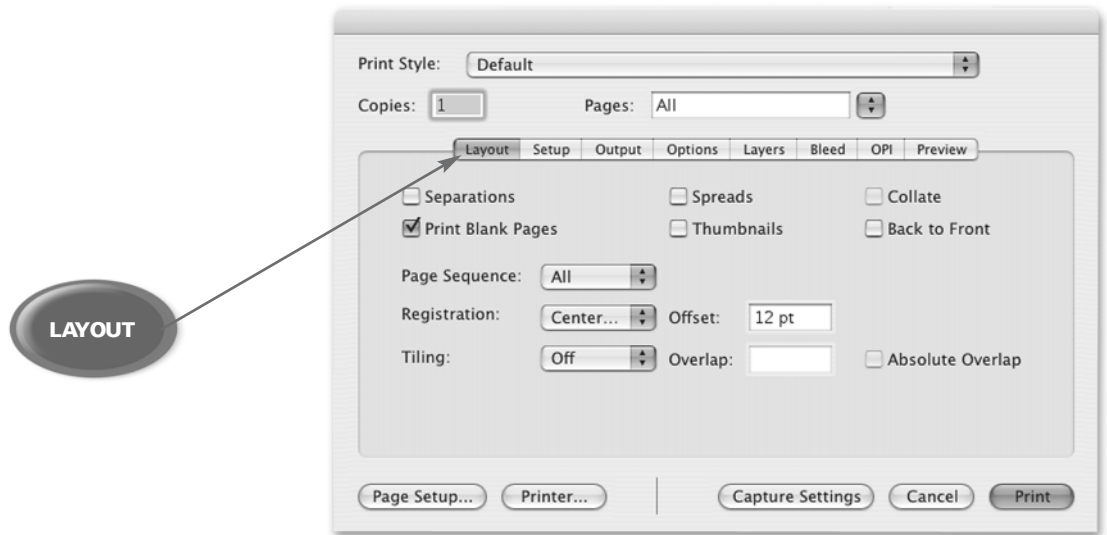 Print Style: Default
Copies: 1 Pages: All
Layout Setup Output Options Layers Bleed OPI Preview
Separations Spreads Collate
Print Blank Pages Thumbnails Back to Front
Page Sequence: All
Registration: Center... Offset: 12 pt
LAYOUT
Tiling: Off Overlap: Absolute Overlap
Page Setup... Printer... Capture Settings Cancel Print